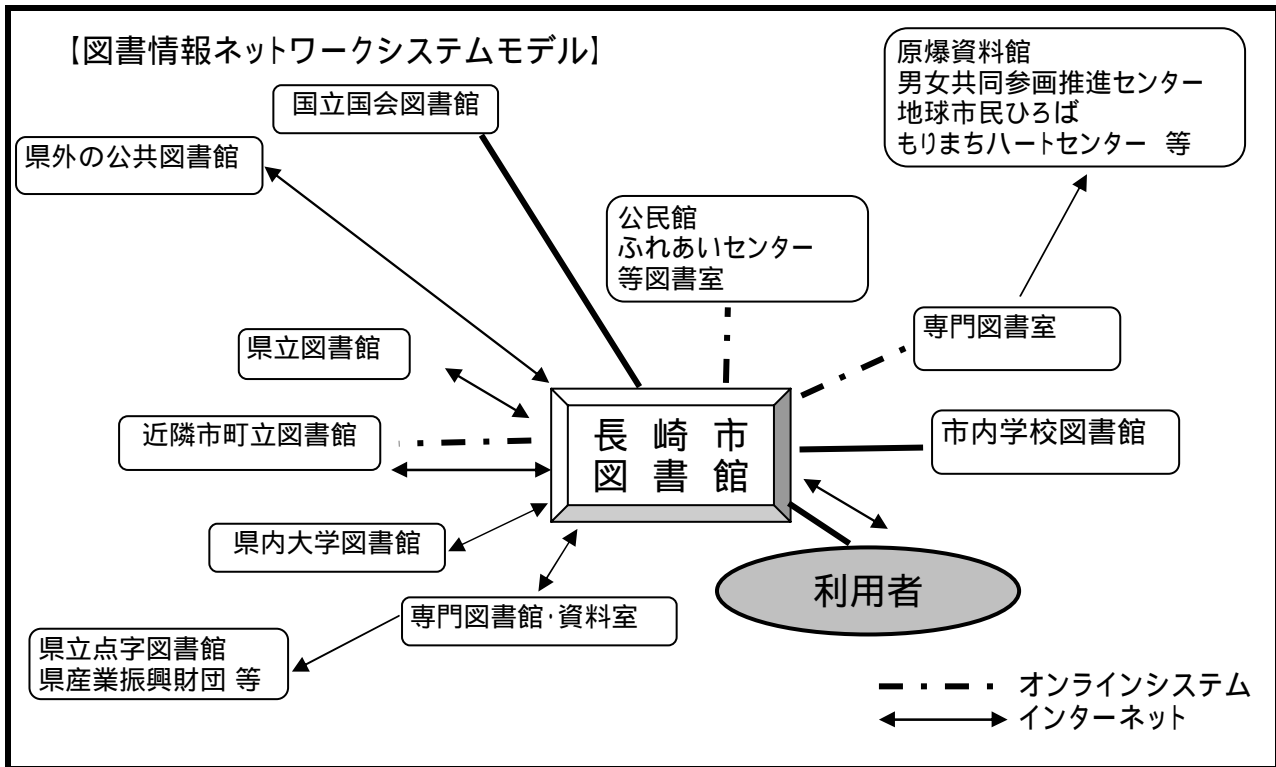 【図書情報ネットワークシステムモデル】
原爆資料館
男女共同参画推進センター
地球市民ひろば
もりまちハートセンター 等
国立国会図書館
県外の公共図書館
公民館
ふれあいセンター
等図書室
専門図書室
県立図書館
近隣市町立図書館
長崎市
図書館
市内学校図書館
県内大学図書館
利用者
専門図書館・資料室
県立点字図書館
県産業振興財団 等
オンラインシステム
インターネット